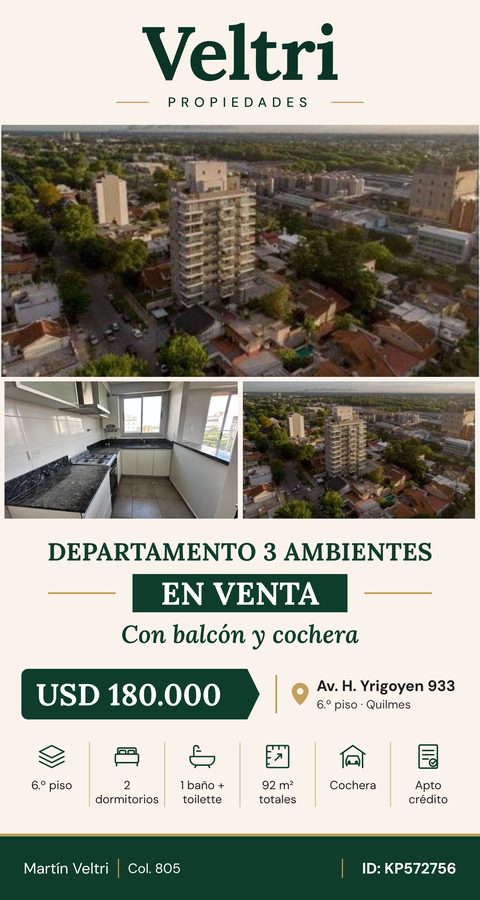 Veltri
PROPIEDADES
DEPARTAMENTO 3 AMBIENTES
EN VENTA
Con balcón y cochera
USD 180.000
Av. H. Yrigoyen 933
6.º piso · Quilmes
6.º piso
2
dormitorios
1 baño +
toilette
92 m²
totales
Cochera
Apto
crédito
Martín Veltri
Col. 805
ID: KP572756